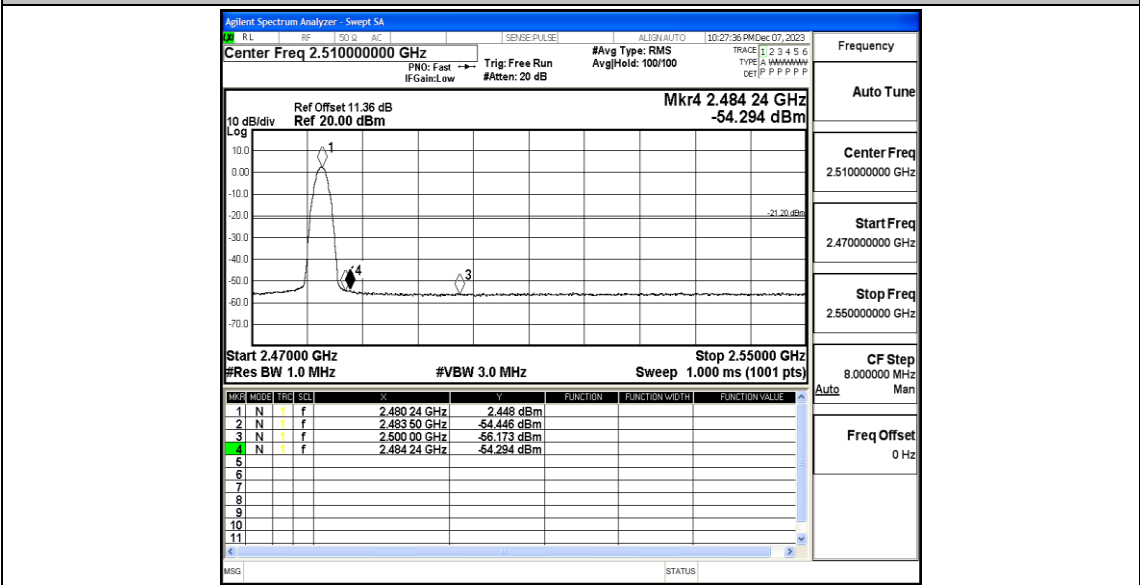 Agilent Spectrum Analyzer - Swept SA
RL RF 50 Ω AC SENSE:PULSE ALIGN AUTO 10:27:36 PM Dec 07, 2023
Center Freq 2.510000000 GHz #Avg Type: RMS TRACE 1 2 3 4 5 6
PNO: Fast Trig: Free Run Avg|Hold: 100/100 TYPE A
IFGain:Low #Atten: 20 dB DET P P P P P P
Frequency
Auto Tune
Mkr4 2.484 24 GHz
Ref Offset 11.36 dB
10 dB/div Ref 20.00 dBm -54.294 dBm
Log
10.0
0.00
-10.0
-20.0
-30.0
-40.0
-50.0
-60.0
-70.0
1
4
3
-21.20 dBm
Start 2.47000 GHz Stop 2.55000 GHz
#Res BW 1.0 MHz #VBW 3.0 MHz Sweep 1.000 ms (1001 pts)
MKR MODE TRC SCL X Y FUNCTION FUNCTION WIDTH FUNCTION VALUE
1 N 1 f 2.480 24 GHz 2.448 dBm
2 N 1 f 2.483 50 GHz -54.446 dBm
3 N 1 f 2.500 00 GHz -56.173 dBm
4 N 1 f 2.484 24 GHz -54.294 dBm
5
6
7
8
9
10
11
Center Freq
2.510000000 GHz
Start Freq
2.470000000 GHz
Stop Freq
2.550000000 GHz
CF Step
8.000000 MHz
Auto Man
Freq Offset
0 Hz
MSG STATUS